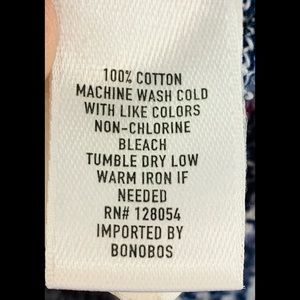 100% COTTON
MACHINE WASH COLD
WITH LIKE COLORS
NON-CHLORINE
BLEACH
TUMBLE DRY LOW
WARM IRON IF
NEEDED
RN# 128054
IMPORTED BY
BONOBOS